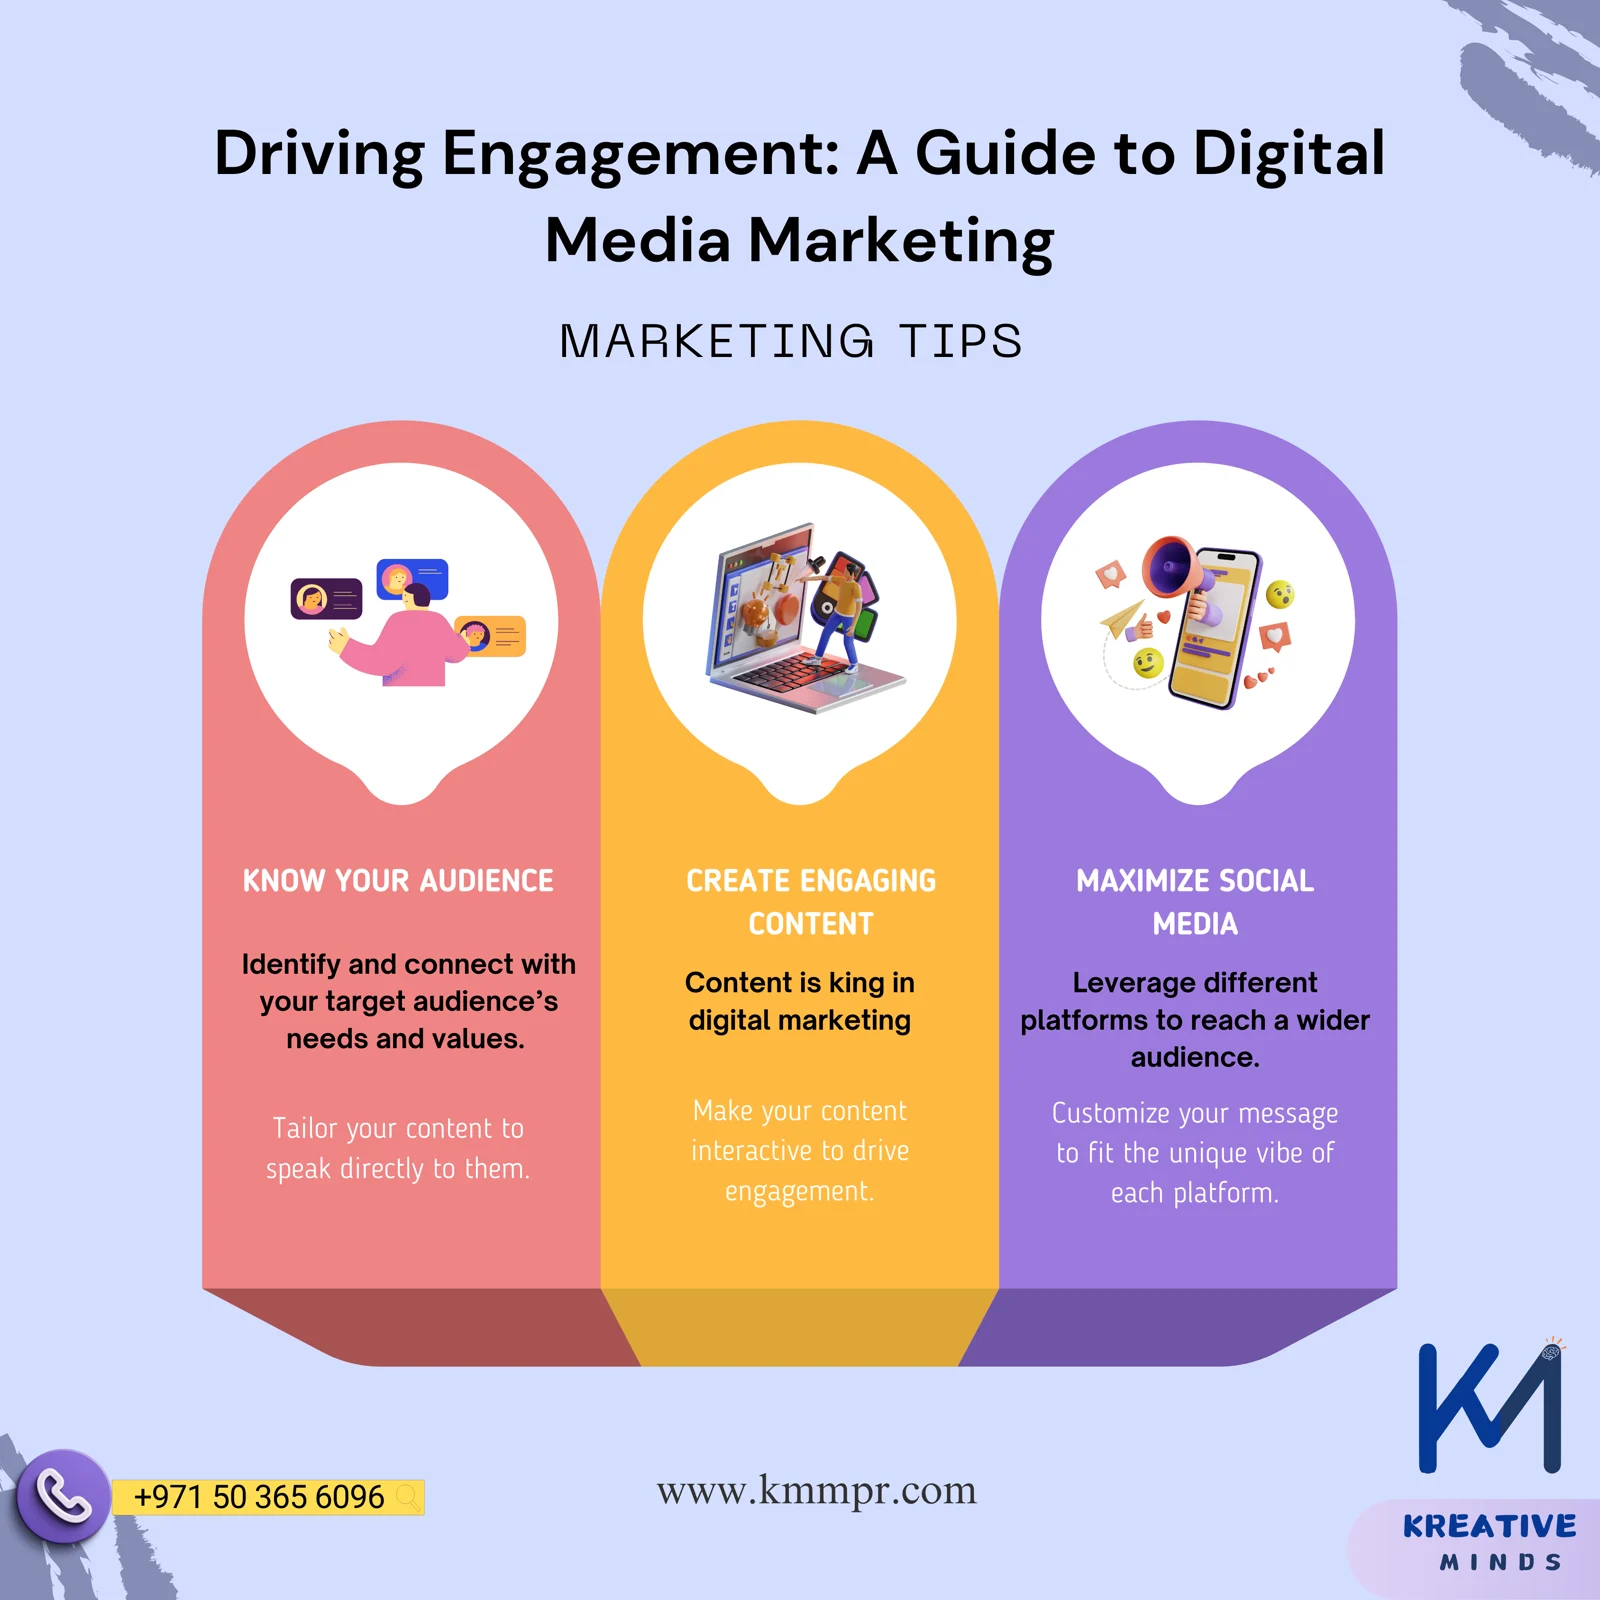 Driving Engagement: A Guide to Digital
Media Marketing
MARKETING TIPS
KNOW YOUR AUDIENCE
Identify and connect with
your target audience’s
needs and values.
Tailor your content to
speak directly to them.
CREATE ENGAGING
CONTENT
Content is king in
digital marketing
Make your content
interactive to drive
engagement.
MAXIMIZE SOCIAL
MEDIA
Leverage different
platforms to reach a wider
audience.
Customize your message
to fit the unique vibe of
each platform.
+971 50 365 6096
www.kmmpr.com
KM
KREATIVE
MINDS